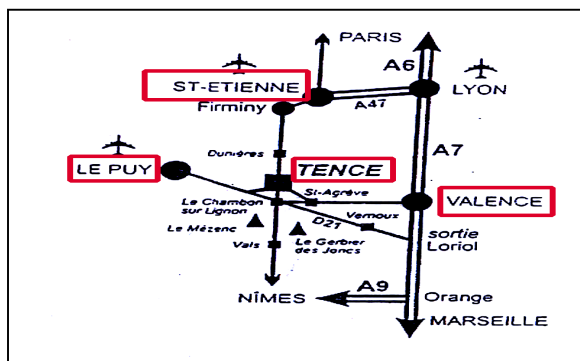 PARIS
A6
ST-ETIENNE
LYON
A47
Firminy
Dunières
A7
LE PUY
TENCE
St-Agrève
VALENCE
Le Chambon
sur Lignon
D21
Vernoux
Le Mézenc
sortie
Loriol
Vals
Le Gerbier
des Joncs
A9
NÎMES
Orange
MARSEILLE